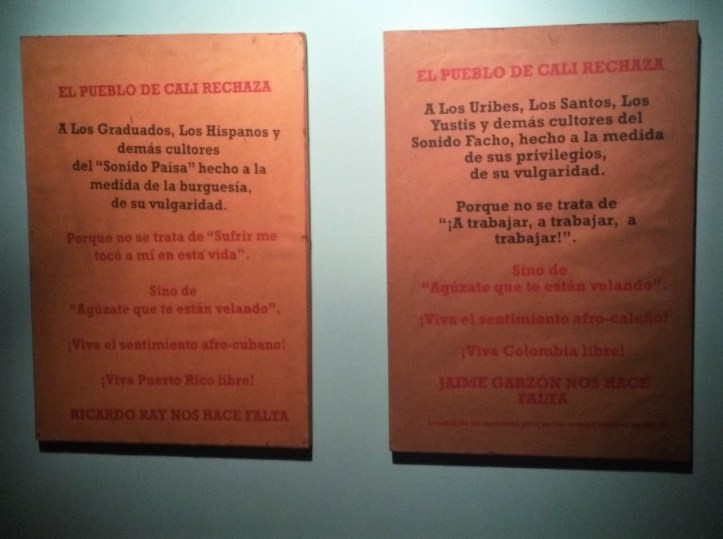 EL PUEBLO DE CALI RECHAZA
A Los Graduados, Los Hispanos y
demás cultores
del “Sonido Paisa” hecho a la
medida de la burguesía,
de su vulgaridad.
Porque no se trata de “Sufrir me
tocó a mí en esta vida”.
Sino de
“Agúzate que te están velando”.
¡Viva el sentimiento afro-cubano!
¡Viva Puerto Rico libre!
RICARDO RAY NOS HACE FALTA
EL PUEBLO DE CALI RECHAZA
A Los Uribes, Los Santos, Los
Yustis y demás cultores del
Sonido Facho, hecho a la medida
de sus privilegios,
de su vulgaridad.
Porque no se trata de
“¡A trabajar, a trabajar, a
trabajar!”.
Sino de
“Agúzate que te están velando”.
¡Viva el sentimiento afro-caleño!
¡Viva Colombia libre!
JAIME GARZÓN NOS HACE
FALTA